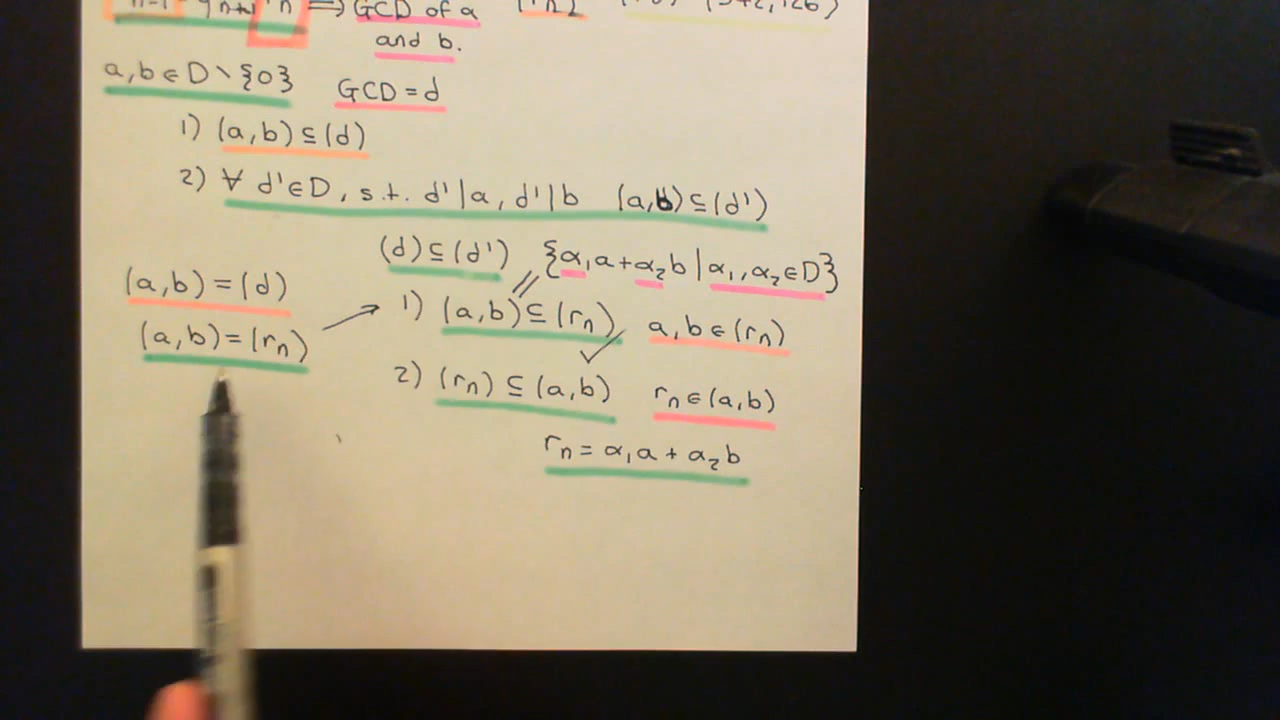 ⇒ GCD of a
and b.
a,b∈D∖{0} GCD=d
1) (a,b)⊆(d)
2) ∀ d'∈D, s.t. d'|a, d'|b (a,b)⊆(d')
(d)⊆(d') {α₁a+α₂b|α₁,α₂∈D}
(a,b)=(d)
1) (a,b)⊆(rₙ) ✓ a,b∈(rₙ)
(a,b)=(rₙ)
2) (rₙ)⊆(a,b) rₙ∈(a,b)
rₙ=α₁a+a₂b